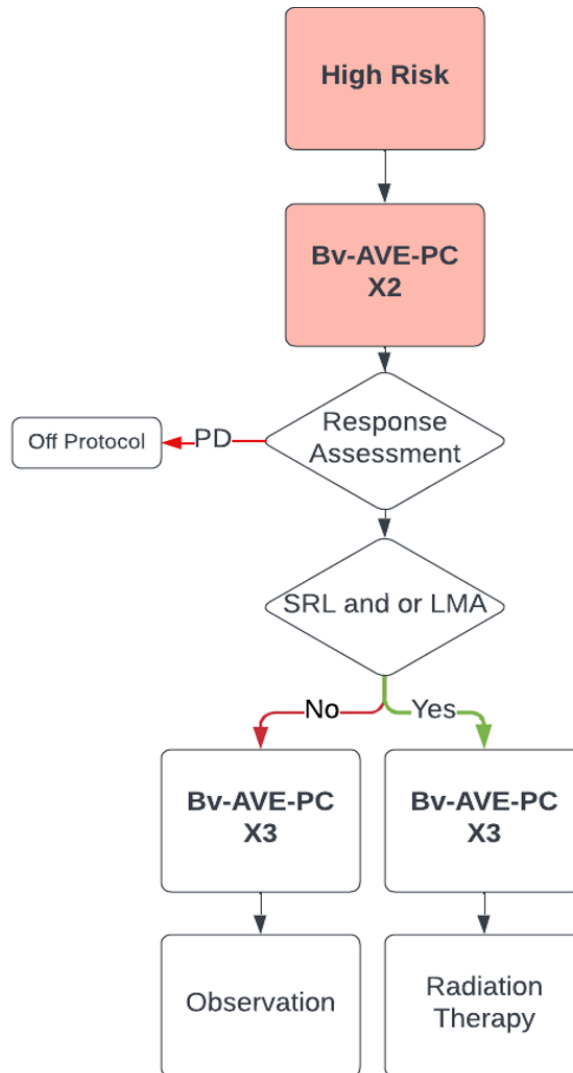 High Risk
Bv-AVE-PC
X2
Response
Assessment
PD
Off Protocol
SRL and or LMA
No
Yes
Bv-AVE-PC
X3
Bv-AVE-PC
X3
Observation
Radiation
Therapy